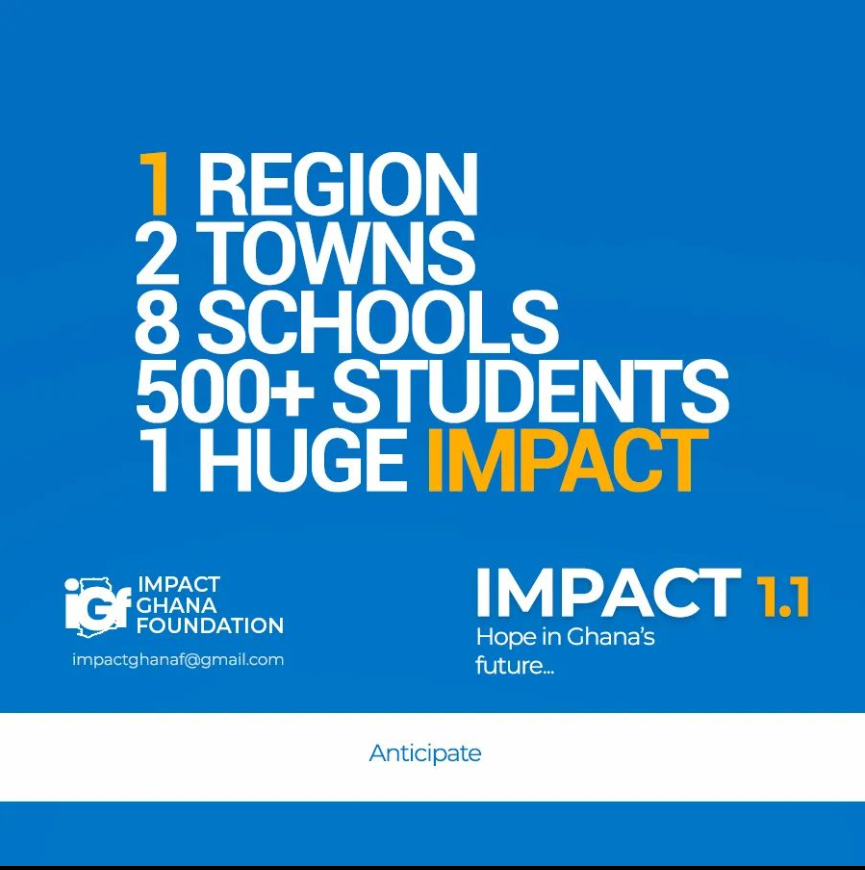 1 REGION
2 TOWNS
8 SCHOOLS
500+ STUDENTS
1 HUGE IMPACT
iGf
IMPACT
GHANA
FOUNDATION
impactghanaf@gmail.com
IMPACT 1.1
Hope in Ghana's
future...
Anticipate